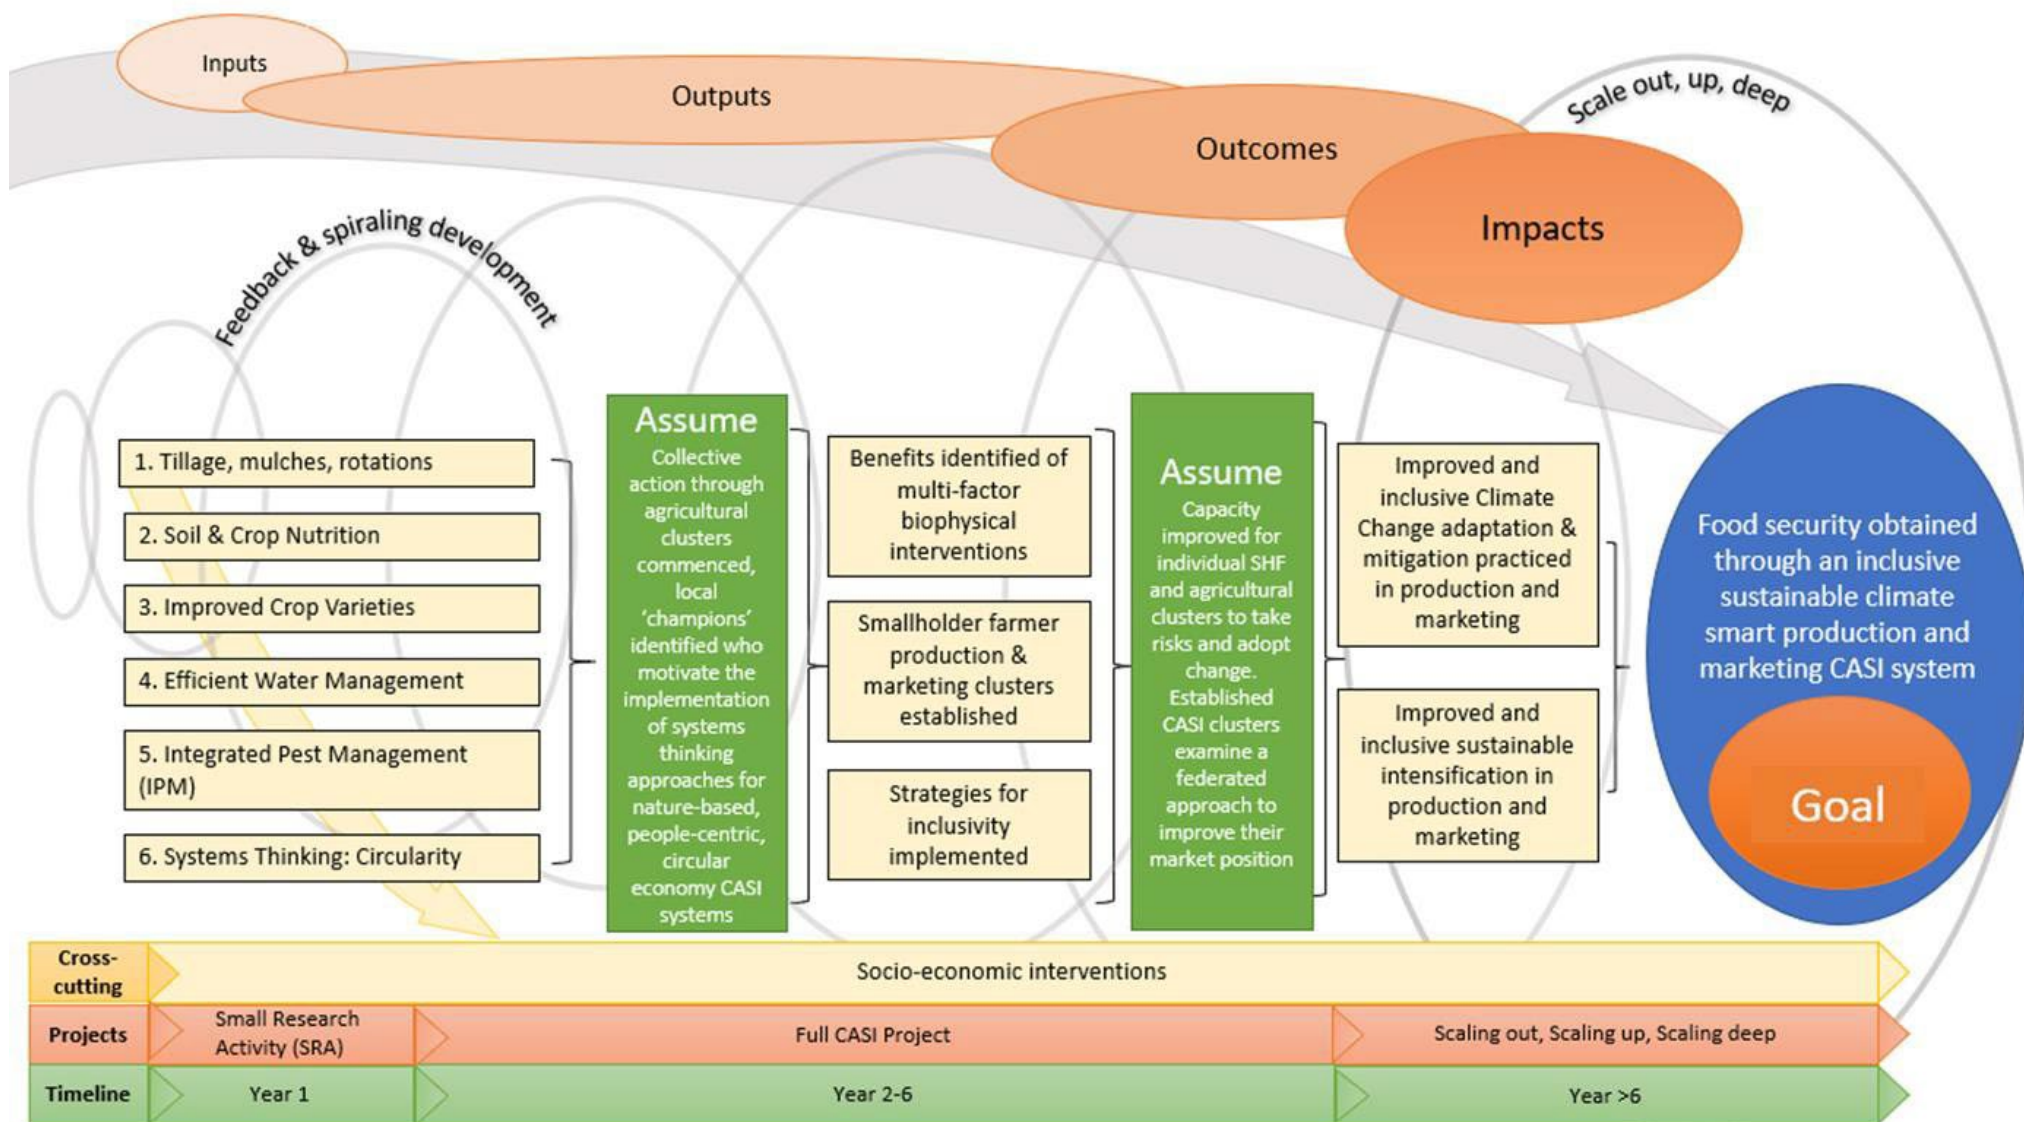 Inputs
Outputs
Outcomes
Impacts
Scale out, up, deep
Feedback & spiraling development
1. Tillage, mulches, rotations
2. Soil & Crop Nutrition
3. Improved Crop Varieties
4. Efficient Water Management
5. Integrated Pest Management
(IPM)
6. Systems Thinking: Circularity
Assume
Collective
action through
agricultural
clusters
commenced,
local
‘champions’
identified who
motivate the
implementation
of systems
thinking
approaches for
nature-based,
people-centric,
circular
economy CASI
systems
Benefits identified of
multi-factor
biophysical
interventions
Smallholder farmer
production &
marketing clusters
established
Strategies for
inclusivity
implemented
Assume
Capacity
improved for
individual SHF
and agricultural
clusters to take
risks and adopt
change.
Established
CASI clusters
examine a
federated
approach to
improve their
market position
Improved and
inclusive Climate
Change adaptation &
mitigation practiced
in production and
marketing
Improved and
inclusive sustainable
intensification in
production and
marketing
Food security obtained
through an inclusive
sustainable climate
smart production and
marketing CASI system
Goal
Cross-
cutting
Socio-economic interventions
Projects
Small Research
Activity (SRA)
Full CASI Project
Scaling out, Scaling up, Scaling deep
Timeline
Year 1
Year 2-6
Year >6